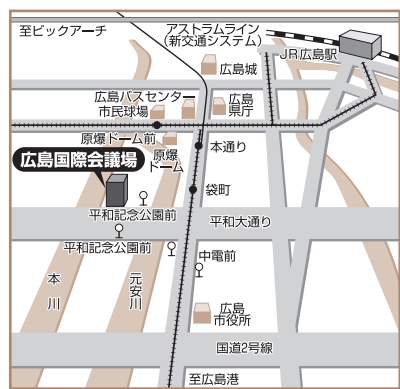 至ビックアーチ
アストラムライン
（新交通システム）
JR広島駅
広島城
広島バスセンター
市民球場
広島
県庁
原爆ドーム前
原爆
ドーム
本通り
広島国際会議場
袋町
平和記念公園前
平和大通り
平和記念公園前
中電前
本川
元安川
広島
市役所
国道2号線
至広島港